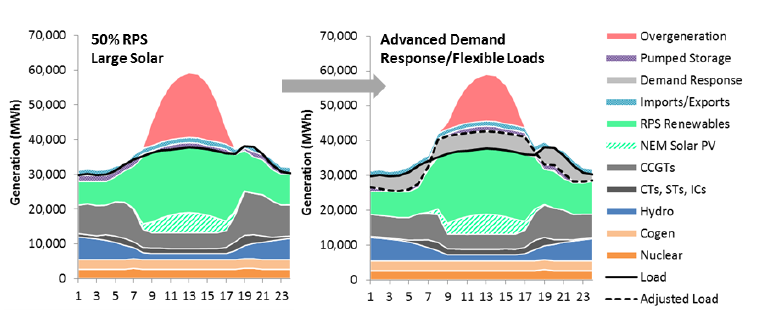 50% RPS
Large Solar
Generation (MWh)
70,000
60,000
50,000
40,000
30,000
20,000
10,000
0
1 3 5 7 9 11 13 15 17 19 21 23
Advanced Demand
Response/Flexible Loads
Generation (MWh)
70,000
60,000
50,000
40,000
30,000
20,000
10,000
0
1 3 5 7 9 11 13 15 17 19 21 23
Overgeneration
Pumped Storage
Demand Response
Imports/Exports
RPS Renewables
NEM Solar PV
CCGTs
CTs, STs, ICs
Hydro
Cogen
Nuclear
Load
Adjusted Load